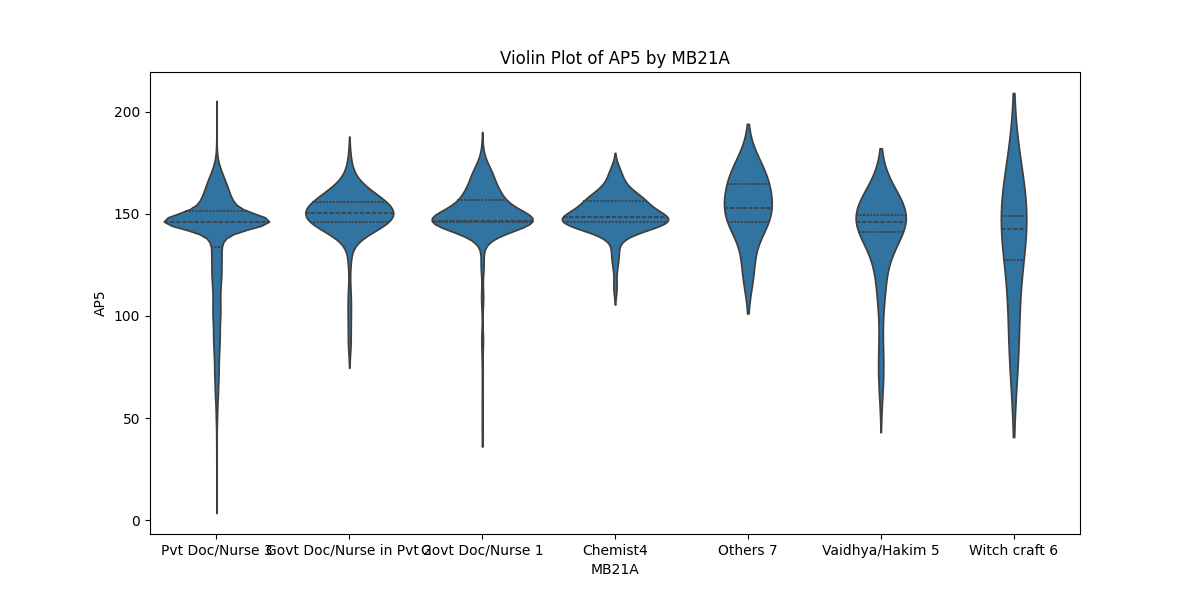 Violin Plot of AP5 by MB21A
AP5
200
150
100
50
0
Pvt Doc/Nurse 3 Govt Doc/Nurse in Pvt 2 Govt Doc/Nurse 1 Chemist4 Others 7 Vaidhya/Hakim 5 Witch craft 6
MB21A